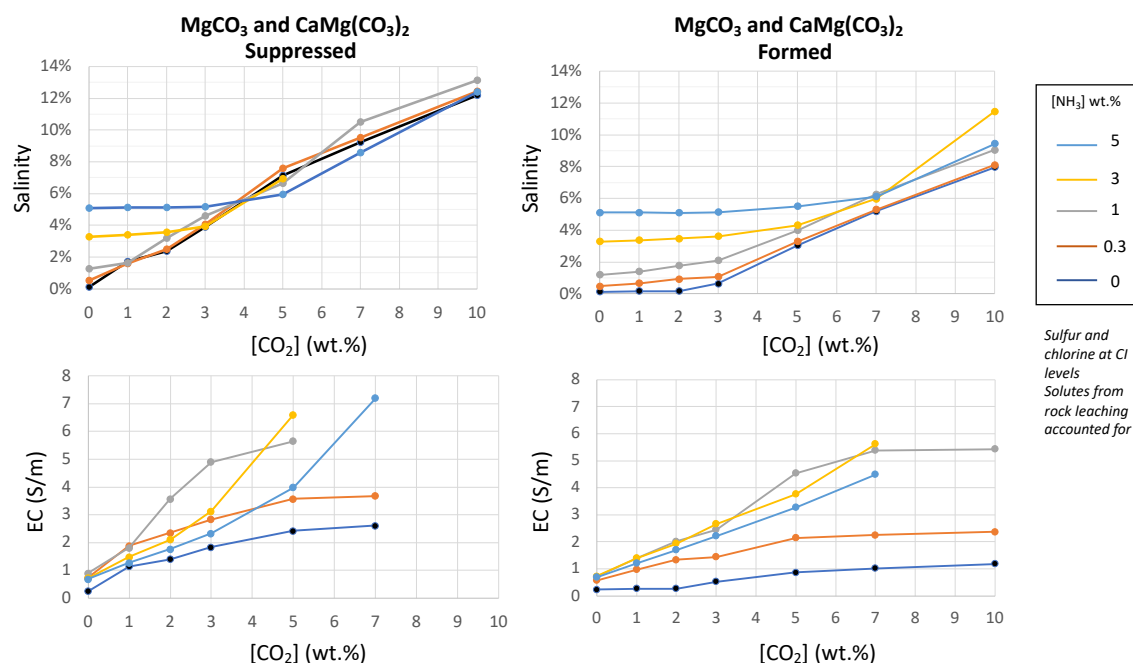 MgCO₃ and CaMg(CO₃)₂
Suppressed
14%
12%
10%
8%
6%
4%
2%
0%
Salinity
0 1 2 3 4 5 6 7 8 9 10
[CO₂] (wt.%)
MgCO₃ and CaMg(CO₃)₂
Formed
14%
12%
10%
8%
6%
4%
2%
0%
Salinity
0 1 2 3 4 5 6 7 8 9 10
[CO₂] (wt.%)
[NH₃] wt.%
5
3
1
0.3
0
Sulfur and
chlorine at CI
levels
Solutes from
rock leaching
accounted for
8
7
6
5
4
3
2
1
0
EC (S/m)
0 1 2 3 4 5 6 7 8 9 10
[CO₂] (wt.%)
8
7
6
5
4
3
2
1
0
EC (S/m)
0 1 2 3 4 5 6 7 8 9 10
[CO₂] (wt.%)